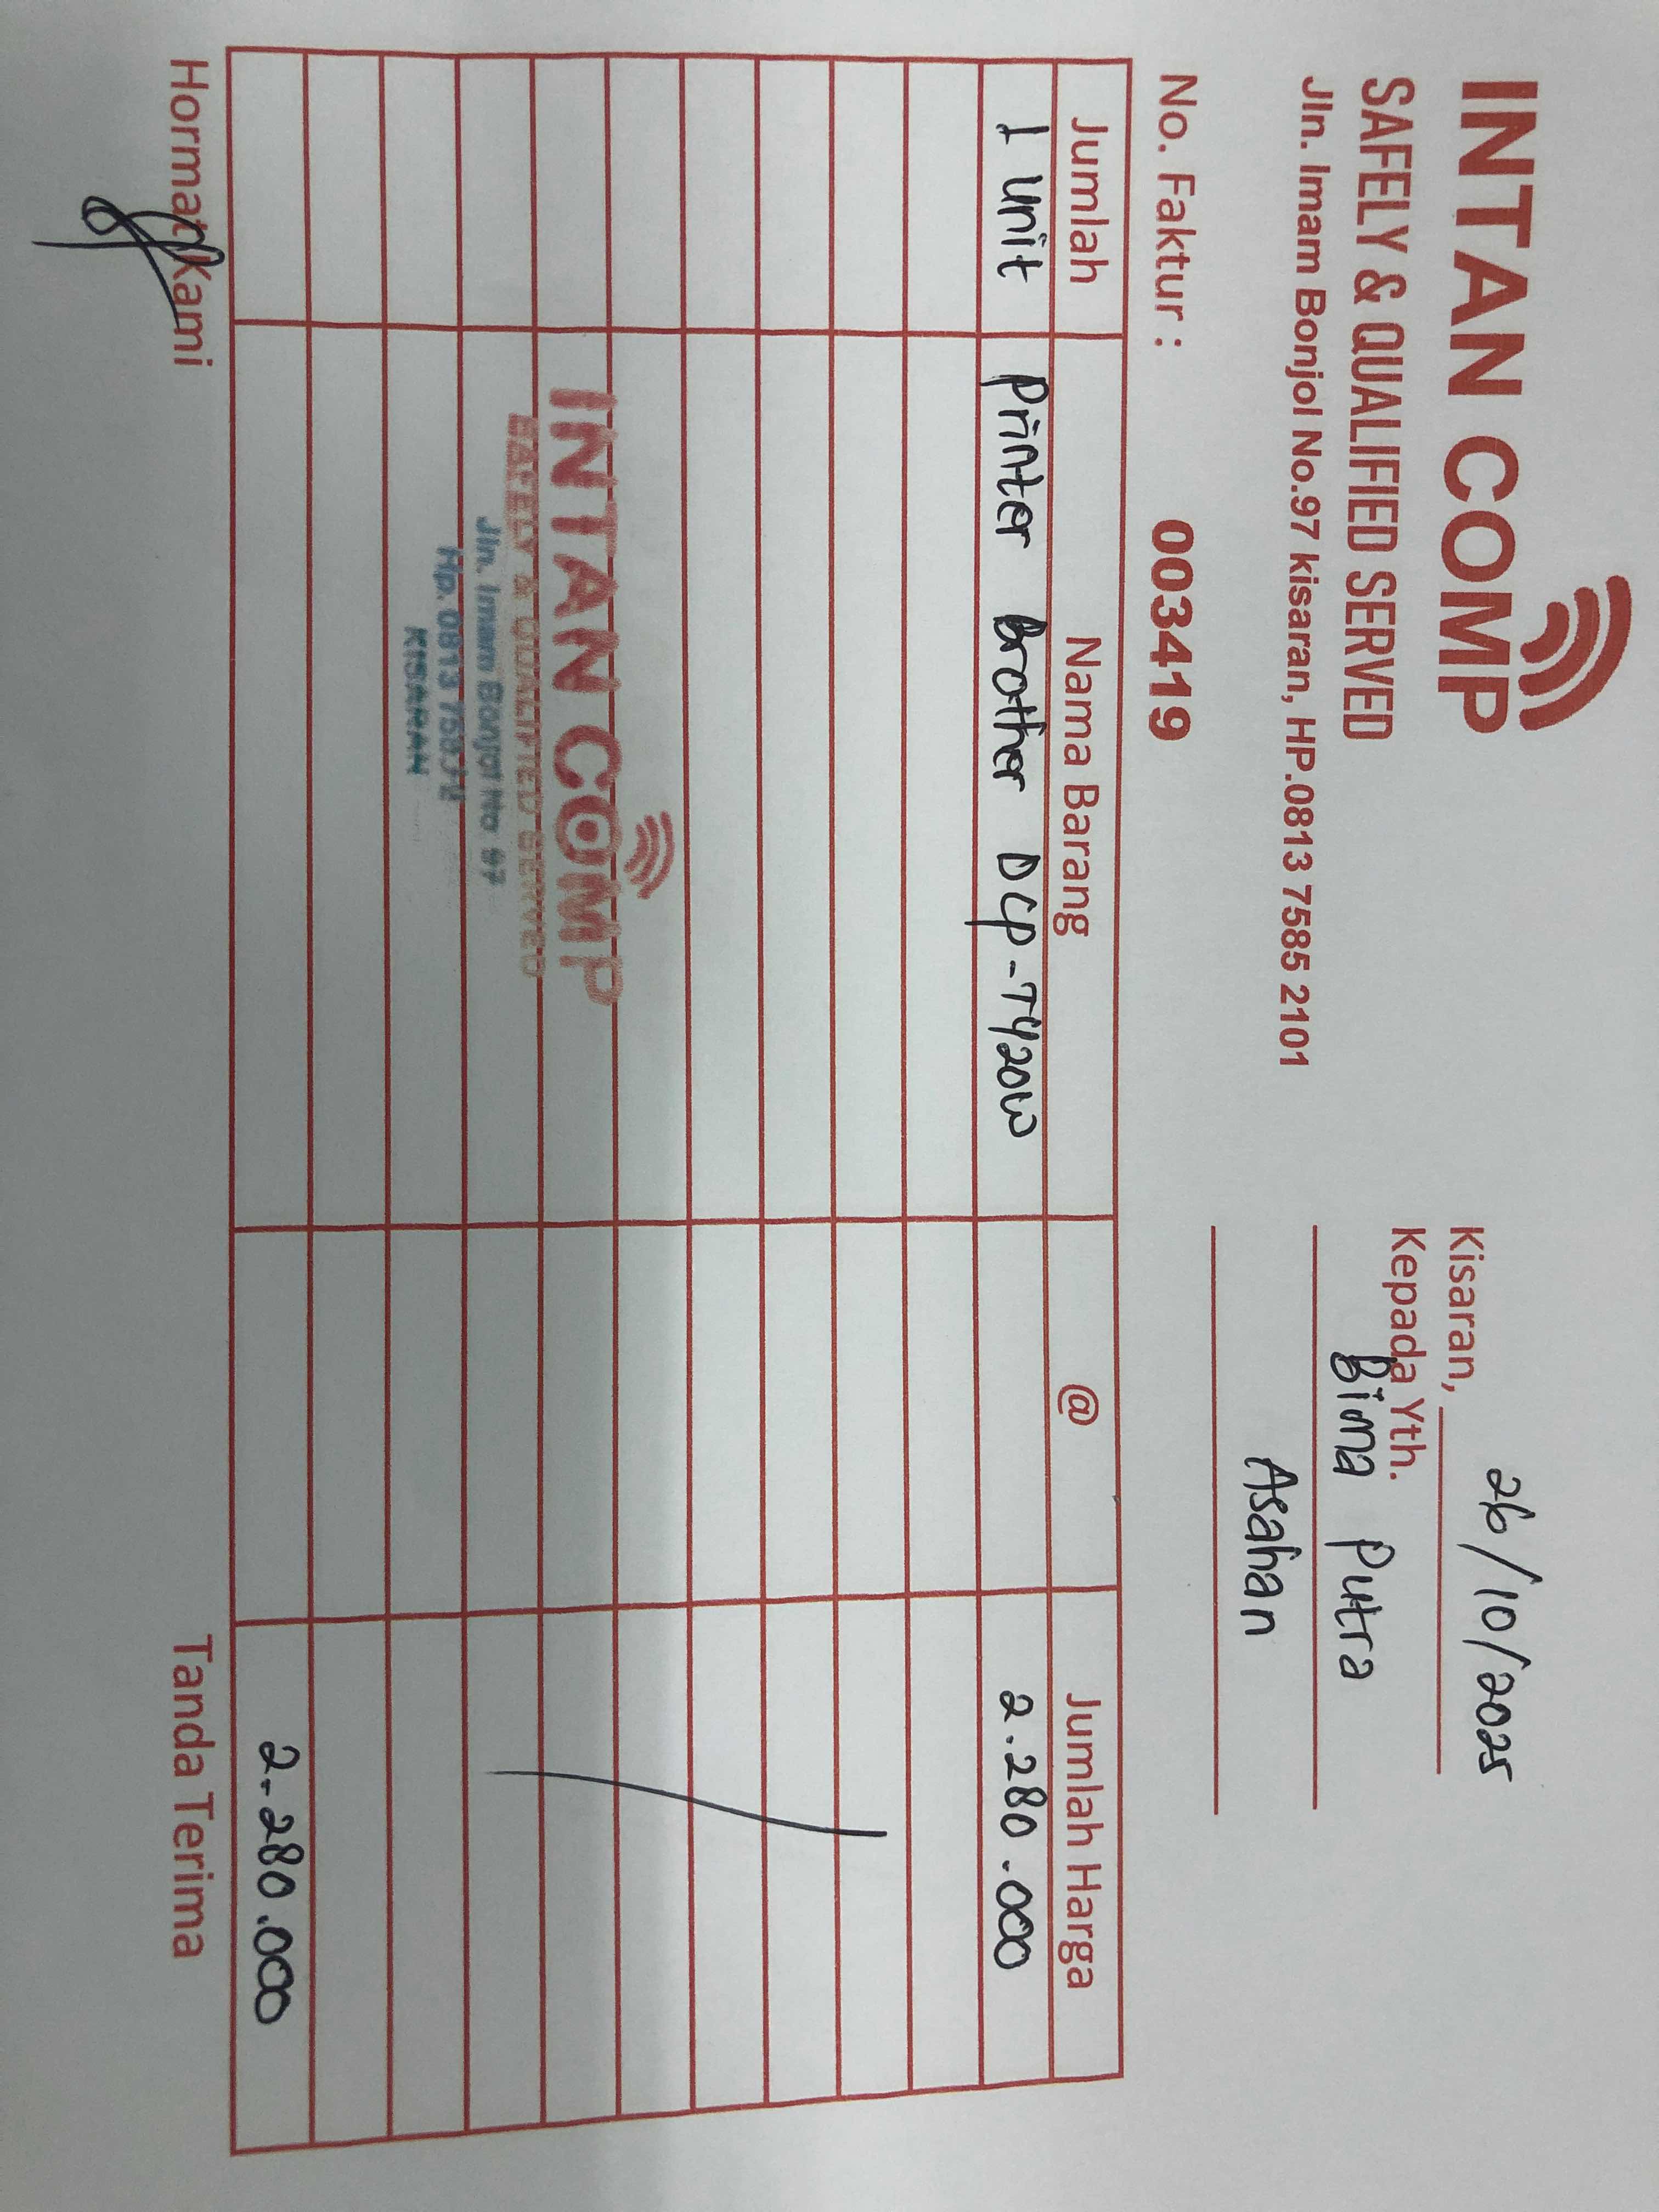 INTAN COMP
SAFELY & QUALIFIED SERVED
Jln. Imam Bonjol No.97 kisaran, HP.0813 7585 2101
Kisaran, 26/10/2025
Kepada Yth.
Bima Putra
Asahan
No. Faktur : 003419
Jumlah Nama Barang @ Jumlah Harga
1 unit Printer Brother DCP-T420W 2.280.000
INTAN COMP
SAFELY & QUALIFIED SERVED
Jln. Imam Bonjol No 97
Hp. 0813
KISARAN
2.280.000
Hormat Kami Tanda Terima